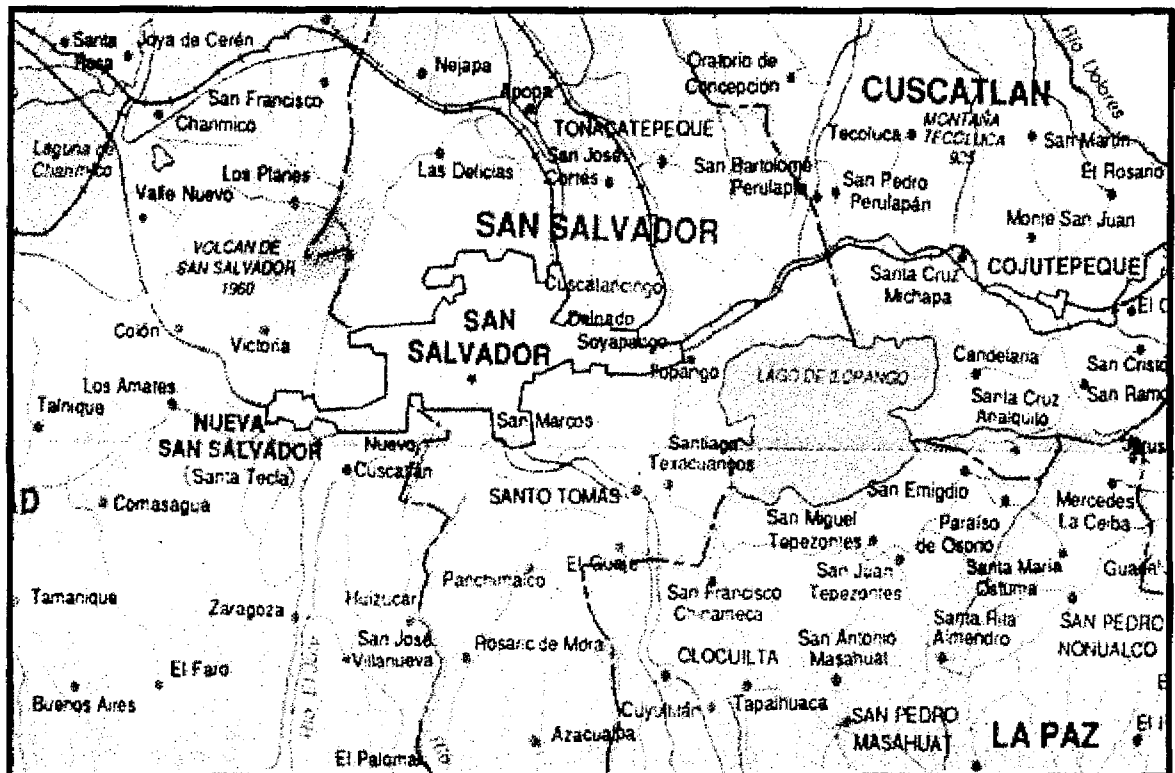 Santa
Rosa
Joya de Cerén
Nejapa
Oratorio de
Concepción
CUSCATLAN
Río Dolores
San Francisco
Chanmico
Apopa
TONACATEPEQUE
MONTAÑA
TECOLUCA
Tecoluca
San Martín
Laguna de
Chanmico
Los Planes
Las Delicias
San José
Cortés
San Bartolomé
Perulapía
San Pedro
Perulapán
El Rosario
Valle Nuevo
Monte San Juan
SAN SALVADOR
VOLCAN DE
SAN SALVADOR
1960
Santa Cruz
Michapa
COJUTEPEQUE
Cuscatancingo
SAN
SALVADOR
Delgado
Soyapango
Ilopango
Colón
Victoria
LAGO DE ILOPANGO
Candelaria
San Crist
San Ramo
Los Amates
Talnique
Santa Cruz
Analquito
NUEVA
SAN SALVADOR
(Santa Tecla)
Nuevo
Cuscatlán
San Marcos
Santiago
Texacuangos
SANTO TOMAS
San Emigdio
Mercedes
La Ceiba
Comasagua
San Miguel
Tepezontes
Paraíso
de Osorio
El Guaje
Panchimalco
San Juan
Tepezontes
Santa María
Ostuma
Tamanique
Zaragoza
Huizúcar
San Francisco
Chinameca
Santa Rita
Almendro
SAN PEDRO
NONUALCO
San José
Villanueva
Rosario de Mora
San Antonio
Masahuat
OLOCUILTA
El Faro
Buenos Aires
Cuyultitán
Tapalhuaca
SAN PEDRO
MASAHUAT
LA PAZ
Azacualpa
El Palomar
Río